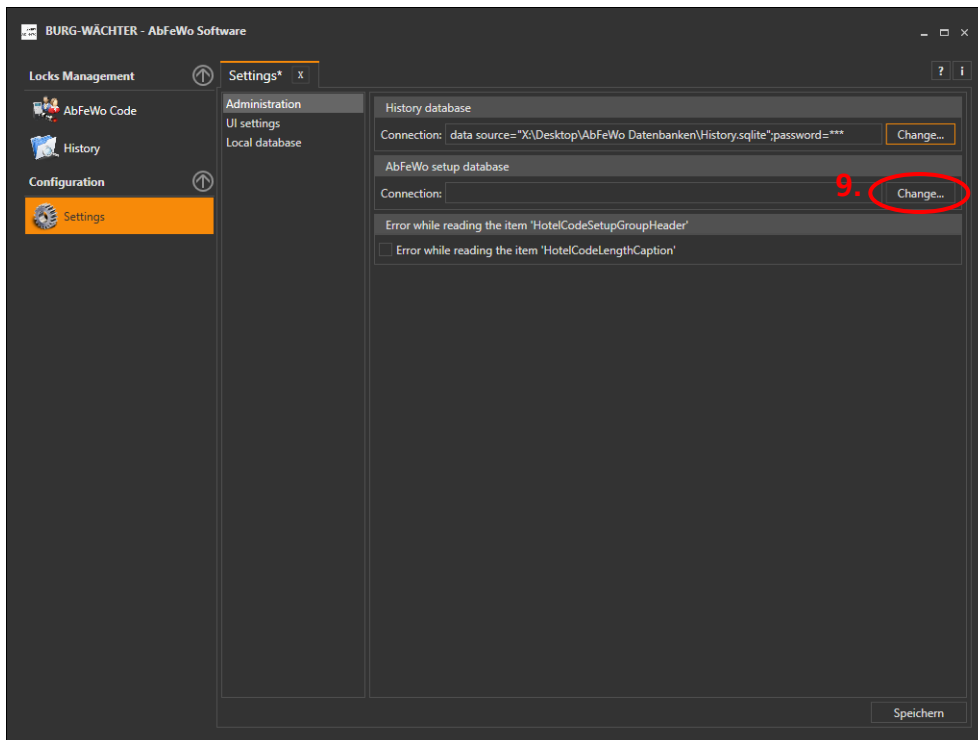 BURG-WÄCHTER - AbFeWo Software
Locks Management
AbFeWo Code
History
Configuration
Settings
Settings* X
? i
Administration
UI settings
Local database
History database
Connection: data source="X:\Desktop\AbFeWo Datenbanken\History.sqlite";password=*** Change...
AbFeWo setup database
Connection: 9. Change...
Error while reading the item 'HotelCodeSetupGroupHeader'
Error while reading the item 'HotelCodeLengthCaption'
Speichern